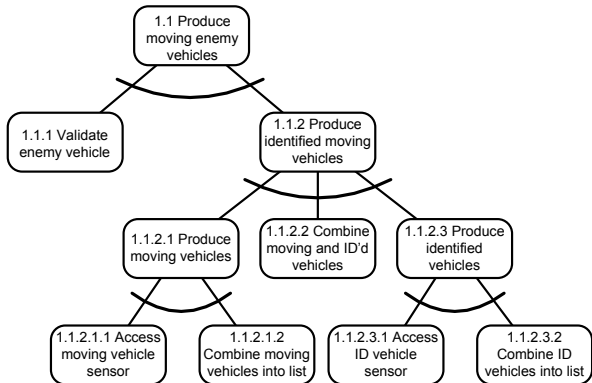 1.1 Produce
moving enemy
vehicles
1.1.1 Validate
enemy vehicle
1.1.2 Produce
identified moving
vehicles
1.1.2.1 Produce
moving vehicles
1.1.2.2 Combine
moving and ID'd
vehicles
1.1.2.3 Produce
identified
vehicles
1.1.2.1.1 Access
moving vehicle
sensor
1.1.2.1.2
Combine moving
vehicles into list
1.1.2.3.1 Access
ID vehicle
sensor
1.1.2.3.2
Combine ID
vehicles into list